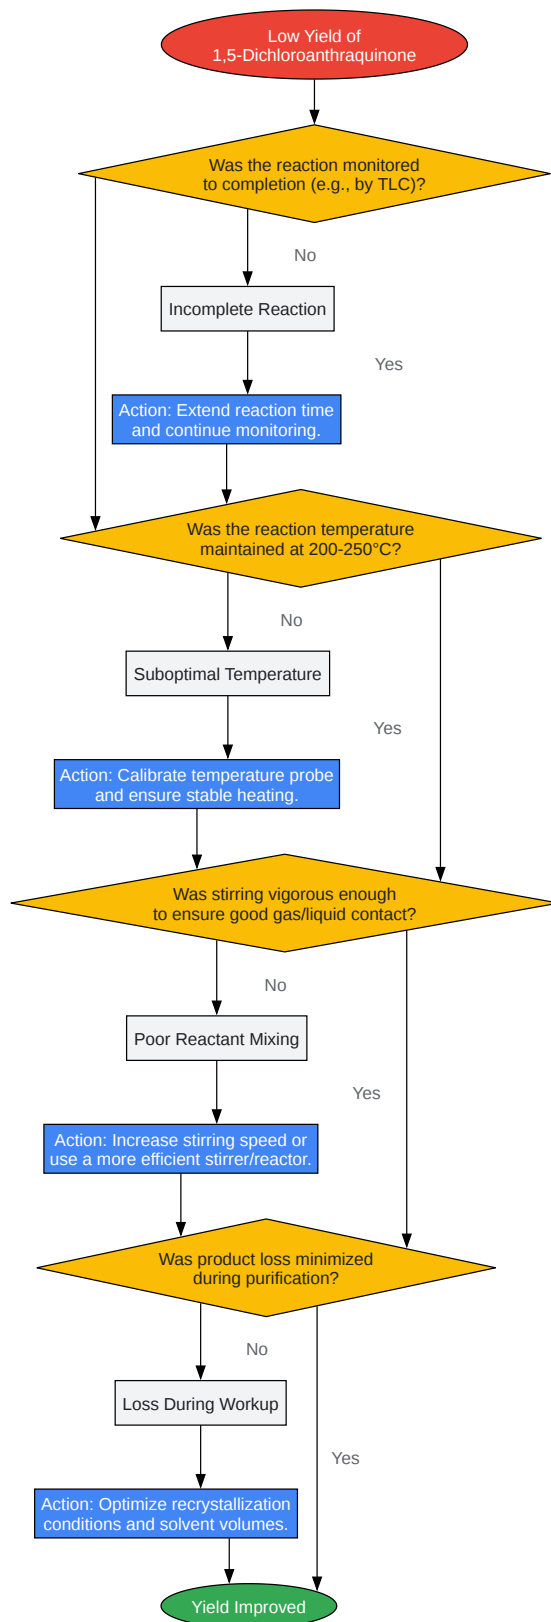 Low Yield of
1,5-Dichloroanthraquinone
Was the reaction monitored
to completion (e.g., by TLC)?
No
Incomplete Reaction
Yes
Action: Extend reaction time
and continue monitoring.
Was the reaction temperature
maintained at 200-250°C?
No
Suboptimal Temperature
Yes
Action: Calibrate temperature probe
and ensure stable heating.
Was stirring vigorous enough
to ensure good gas/liquid contact?
No
Poor Reactant Mixing
Yes
Action: Increase stirring speed or
use a more efficient stirrer/reactor.
Was product loss minimized
during purification?
No
Loss During Workup
Yes
Action: Optimize recrystallization
conditions and solvent volumes.
Yield Improved